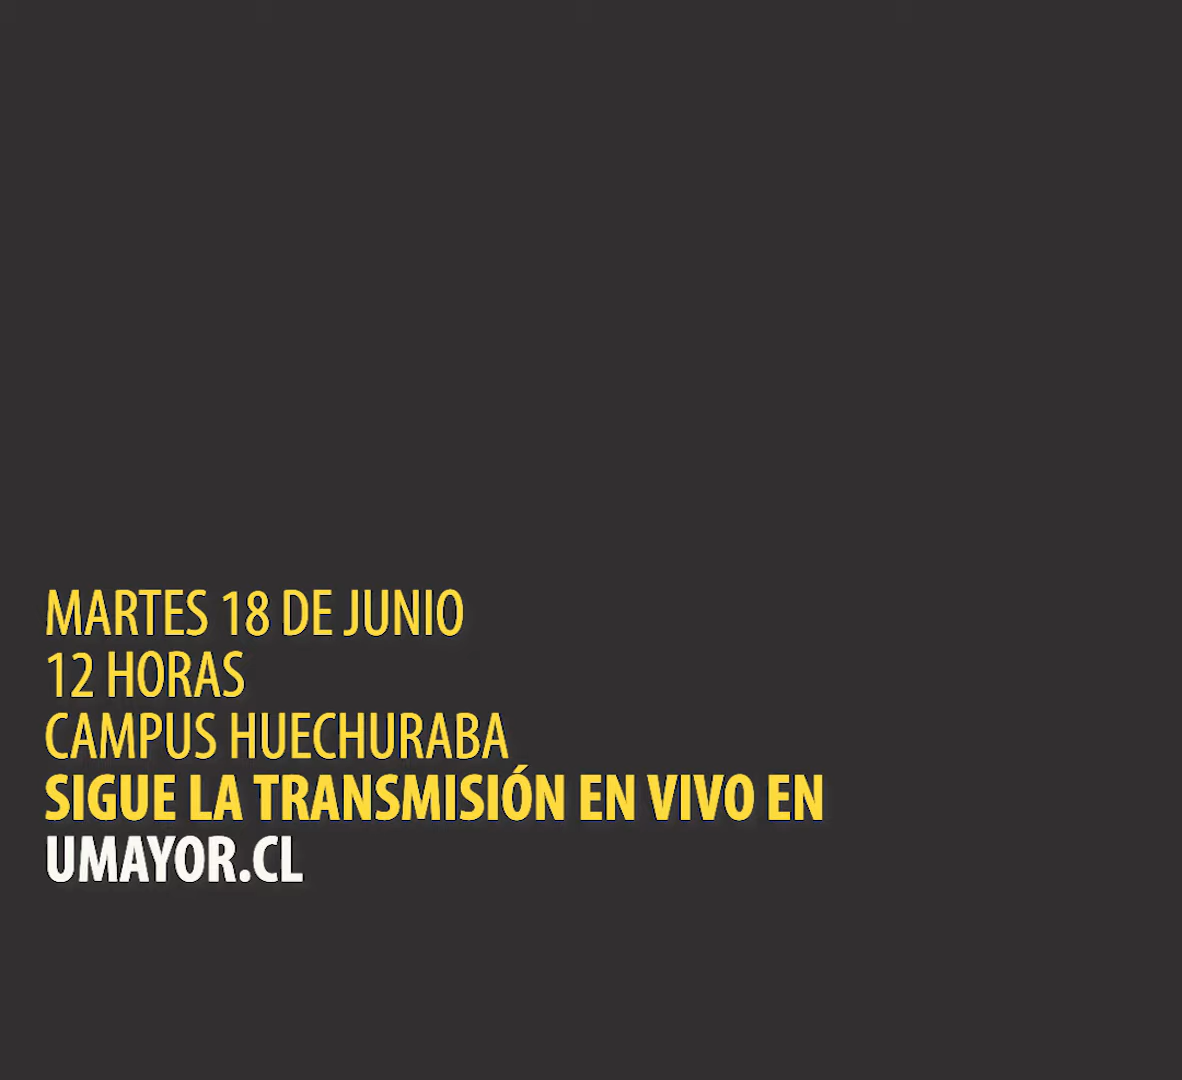 MARTES 18 DE JUNIO
12 HORAS
CAMPUS HUECHURABA
SIGUE LA TRANSMISIÓN EN VIVO EN
UMAYOR.CL